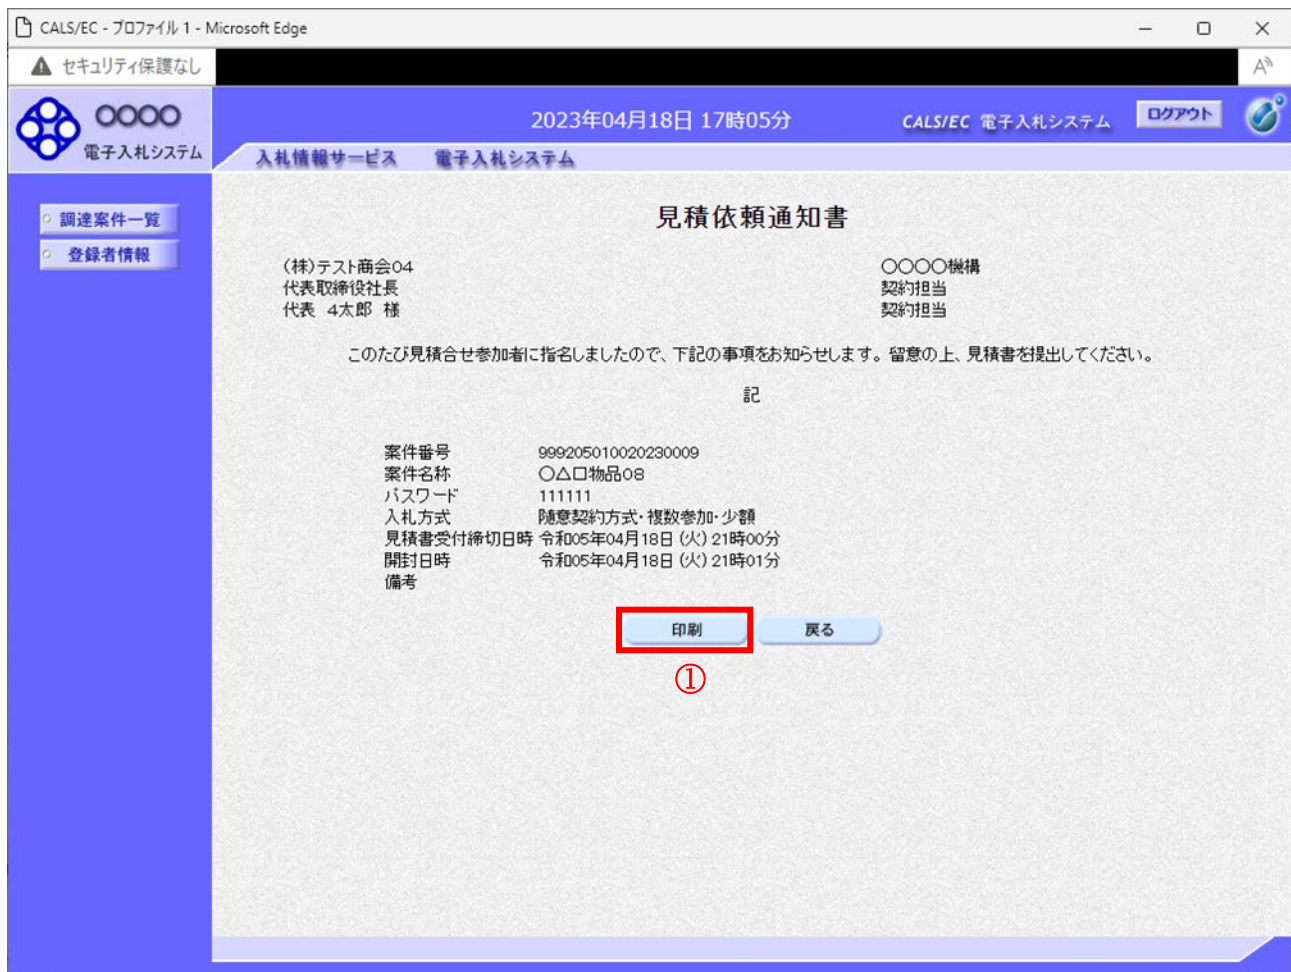 CALS/EC - プロファイル 1 - Microsoft Edge
セキュリティ保護なし
〇〇〇〇
電子入札システム
2023年04月18日 17時05分
CALS/EC 電子入札システム
ログアウト
入札情報サービス 電子入札システム
調達案件一覧
登録者情報
見積依頼通知書
(株)テスト商会04
代表取締役社長
代表 4太郎 様
〇〇〇〇機構
契約担当
契約担当
このたび見積合せ参加者に指名しましたので、下記の事項をお知らせします。留意の上、見積書を提出してください。
記
案件番号 999205010020230009
案件名称 〇△口物品08
パスワード 111111
入札方式 随意契約方式・複数参加・少額
見積書受付締切日時 令和05年04月18日 (火) 21時00分
開封日時 令和05年04月18日 (火) 21時01分
備考
印刷 戻る
①